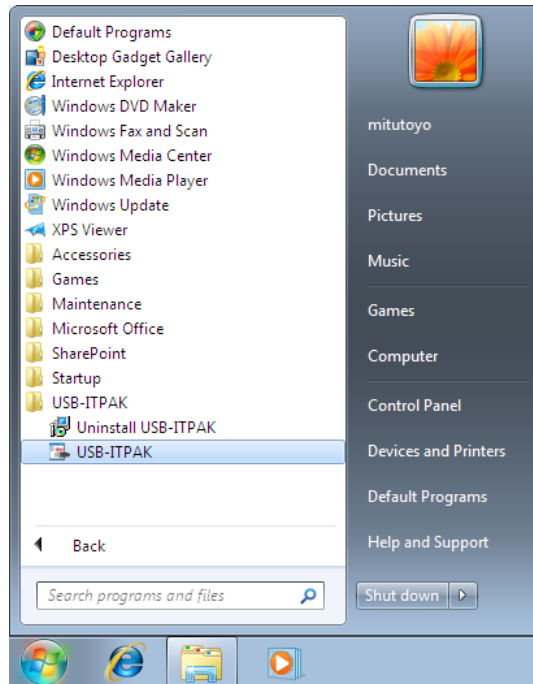 Default Programs
Desktop Gadget Gallery
Internet Explorer
Windows DVD Maker
Windows Fax and Scan
Windows Media Center
Windows Media Player
Windows Update
XPS Viewer
Accessories
Games
Maintenance
Microsoft Office
SharePoint
Startup
USB-ITPAK
Uninstall USB-ITPAK
USB-ITPAK
Back
Search programs and files
mitutoyo
Documents
Pictures
Music
Games
Computer
Control Panel
Devices and Printers
Default Programs
Help and Support
Shut down